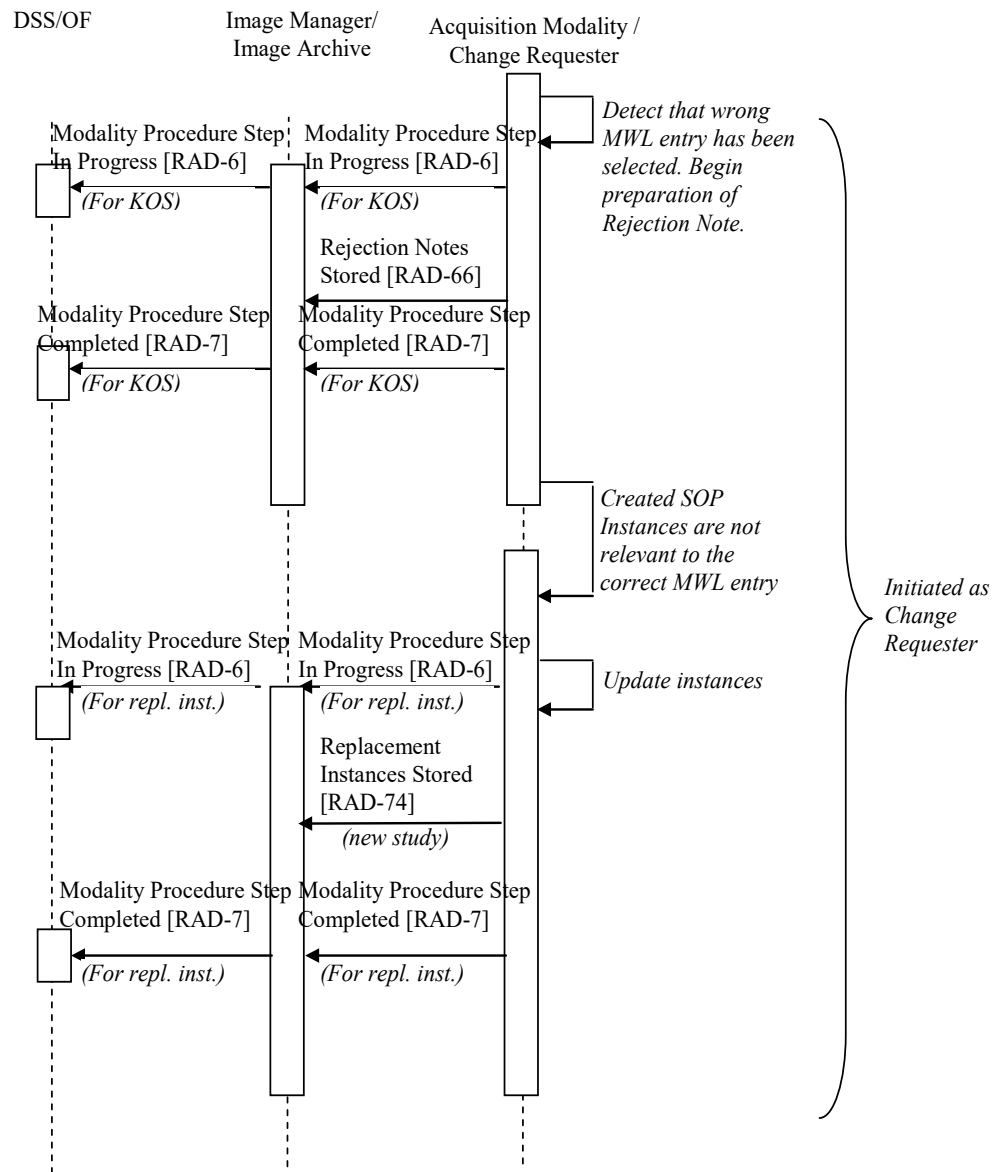 DSS/OF
Image Manager/
Image Archive
Acquisition Modality /
Change Requester
Detect that wrong
MWL entry has been
selected. Begin
preparation of
Rejection Note.
Modality Procedure Step
In Progress [RAD-6]
(For KOS)
Modality Procedure Step
In Progress [RAD-6]
(For KOS)
Rejection Notes
Stored [RAD-66]
Modality Procedure Step
Completed [RAD-7]
(For KOS)
Modality Procedure Step
Completed [RAD-7]
(For KOS)
Created SOP
Instances are not
relevant to the
correct MWL entry
Initiated as
Change
Requester
Modality Procedure Step
In Progress [RAD-6]
(For repl. inst.)
Modality Procedure Step
In Progress [RAD-6]
(For repl. inst.)
Update instances
Replacement
Instances Stored
[RAD-74]
(new study)
Modality Procedure Step
Completed [RAD-7]
(For repl. inst.)
Modality Procedure Step
Completed [RAD-7]
(For repl. inst.)